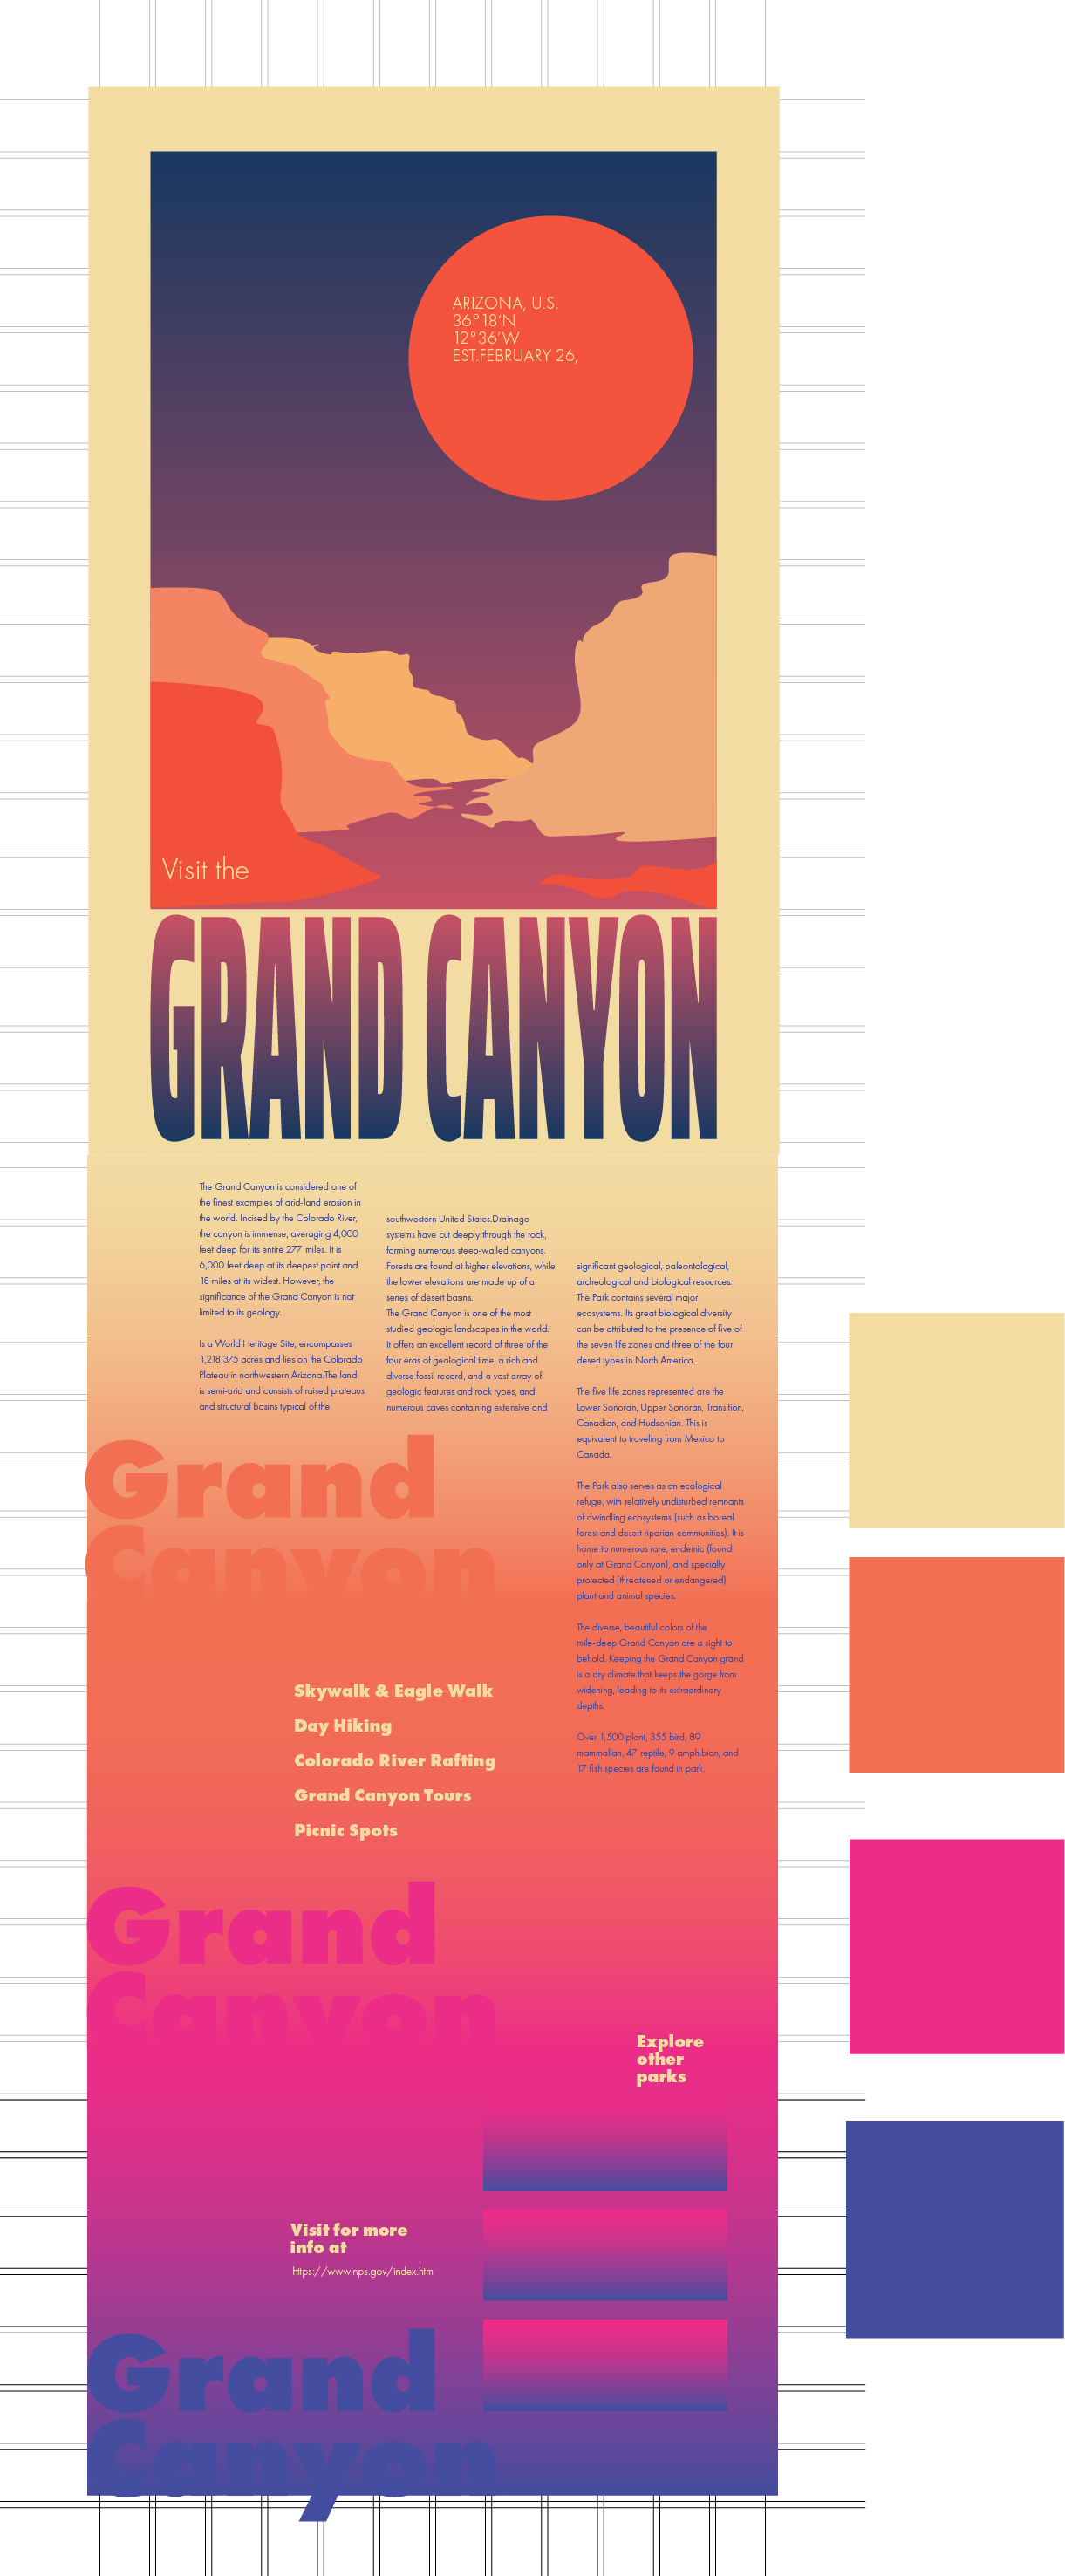 ARIZONA, U.S.
36°18'N
12°36'W
EST.FEBRUARY 26,
Visit the
GRAND CANYON
The Grand Canyon is considered one of
the finest examples of arid-land erosion in
the world. Incised by the Colorado River,
the canyon is immense, averaging 4,000
feet deep for its entire 277 miles. It is
6,000 feet deep at its deepest point and
18 miles at its widest. However, the
significance of the Grand Canyon is not
limited to its geology.
Is a World Heritage Site, encompasses
1,218,375 acres and lies on the Colorado
Plateau in northwestern Arizona.The land
is semi-arid and consists of raised plateaus
and structural basins typical of the
southwestern United States.Drainage
systems have cut deeply through the rock,
forming numerous steep-walled canyons.
Forests are found at higher elevations, while
the lower elevations are made up of a
series of desert basins.
The Grand Canyon is one of the most
studied geologic landscapes in the world.
It offers an excellent record of three of the
four eras of geological time, a rich and
diverse fossil record, and a vast array of
geologic features and rock types, and
numerous caves containing extensive and
significant geological, paleontological,
archeological and biological resources.
The Park contains several major
ecosystems. Its great biological diversity
can be attributed to the presence of five of
the seven life zones and three of the four
desert types in North America.
The five life zones represented are the
Lower Sonoran, Upper Sonoran, Transition,
Canadian, and Hudsonian. This is
equivalent to traveling from Mexico to
Canada.
The Park also serves as an ecological
refuge, with relatively undisturbed remnants
of dwindling ecosystems (such as boreal
forest and desert riparian communities). It is
home to numerous rare, endemic (found
only at Grand Canyon), and specially
protected (threatened or endangered)
plant and animal species.
The diverse, beautiful colors of the
mile-deep Grand Canyon are a sight to
behold. Keeping the Grand Canyon grand
is a dry climate that keeps the gorge from
widening, leading to its extraordinary
depths.
Over 1,500 plant, 355 bird, 89
mammalian, 47 reptile, 9 amphibian, and
17 fish species are found in park.
Grand
Canyon
Skywalk & Eagle Walk
Day Hiking
Colorado River Rafting
Grand Canyon Tours
Picnic Spots
Grand
Canyon
Explore
other
parks
Visit for more
info at
https://www.nps.gov/index.htm
Grand
Canyon